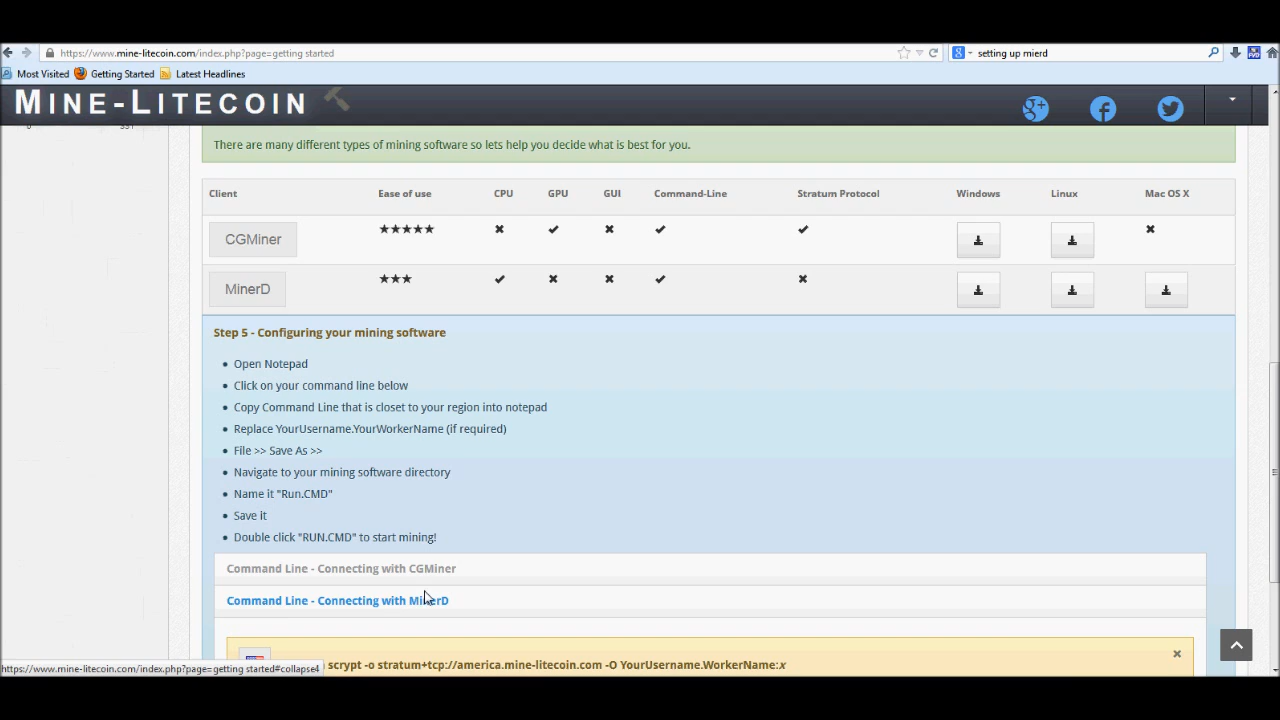 https://www.mine-litecoin.com/index.php?page=getting started
setting up mierd
Most Visited Getting Started Latest Headlines
MINE-LITECOIN
There are many different types of mining software so lets help you decide what is best for you.
Client Ease of use CPU GPU GUI Command-Line Stratum Protocol Windows Linux Mac OS X
CGMiner
MinerD
Step 5 - Configuring your mining software
Open Notepad
Click on your command line below
Copy Command Line that is closet to your region into notepad
Replace YourUsername.YourWorkerName (if required)
File >> Save As >>
Navigate to your mining software directory
Name it "Run.CMD"
Save it
Double click "RUN.CMD" to start mining!
Command Line - Connecting with CGMiner
Command Line - Connecting with MinerD
scrypt -o stratum+tcp://america.mine-litecoin.com -O YourUsername.WorkerName:x
https://www.mine-litecoin.com/index.php?page=getting started#collapse4